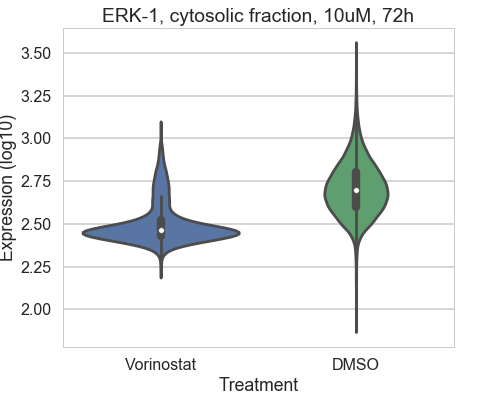 ERK-1, cytosolic fraction, 10uM, 72h
Expression (log10)
3.50
3.25
3.00
2.75
2.50
2.25
2.00
Vorinostat
DMSO
Treatment